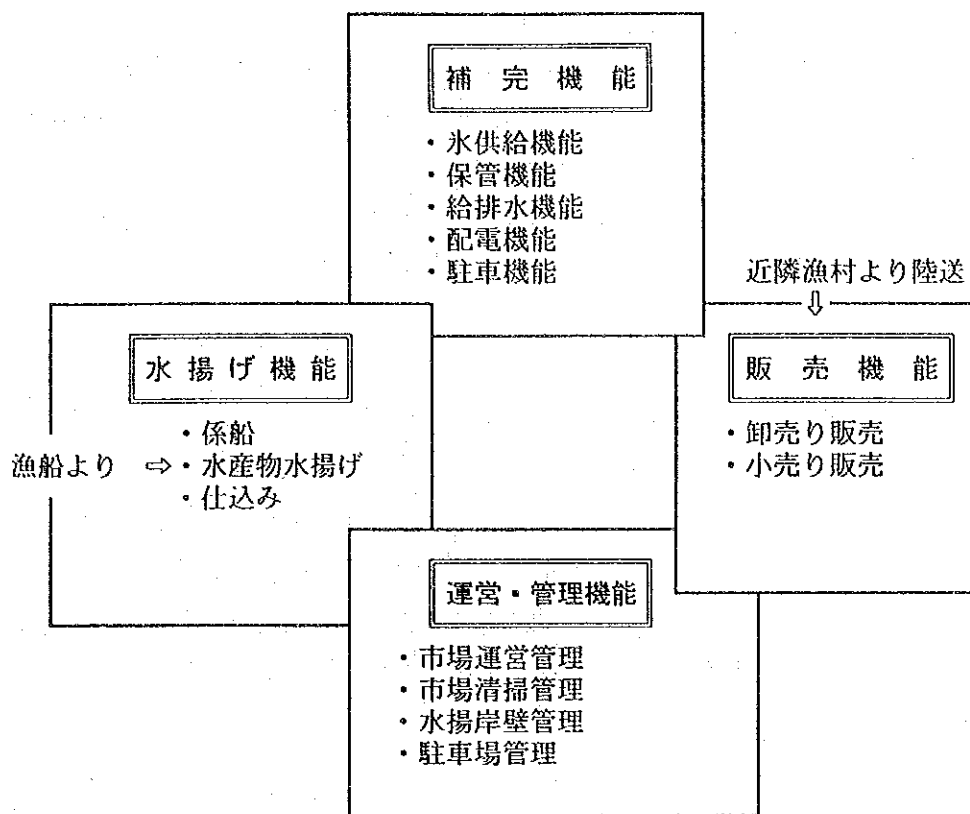 補完機能
・氷供給機能
・保管機能
・給排水機能
・配電機能
・駐車機能
近隣漁村より陸送
⇩
水揚げ機能
・係船
漁船より ⇨・水産物水揚げ
・仕込み
販売機能
・卸売り販売
・小売り販売
運営・管理機能
・市場運営管理
・市場清掃管理
・水揚岸壁管理
・駐車場管理